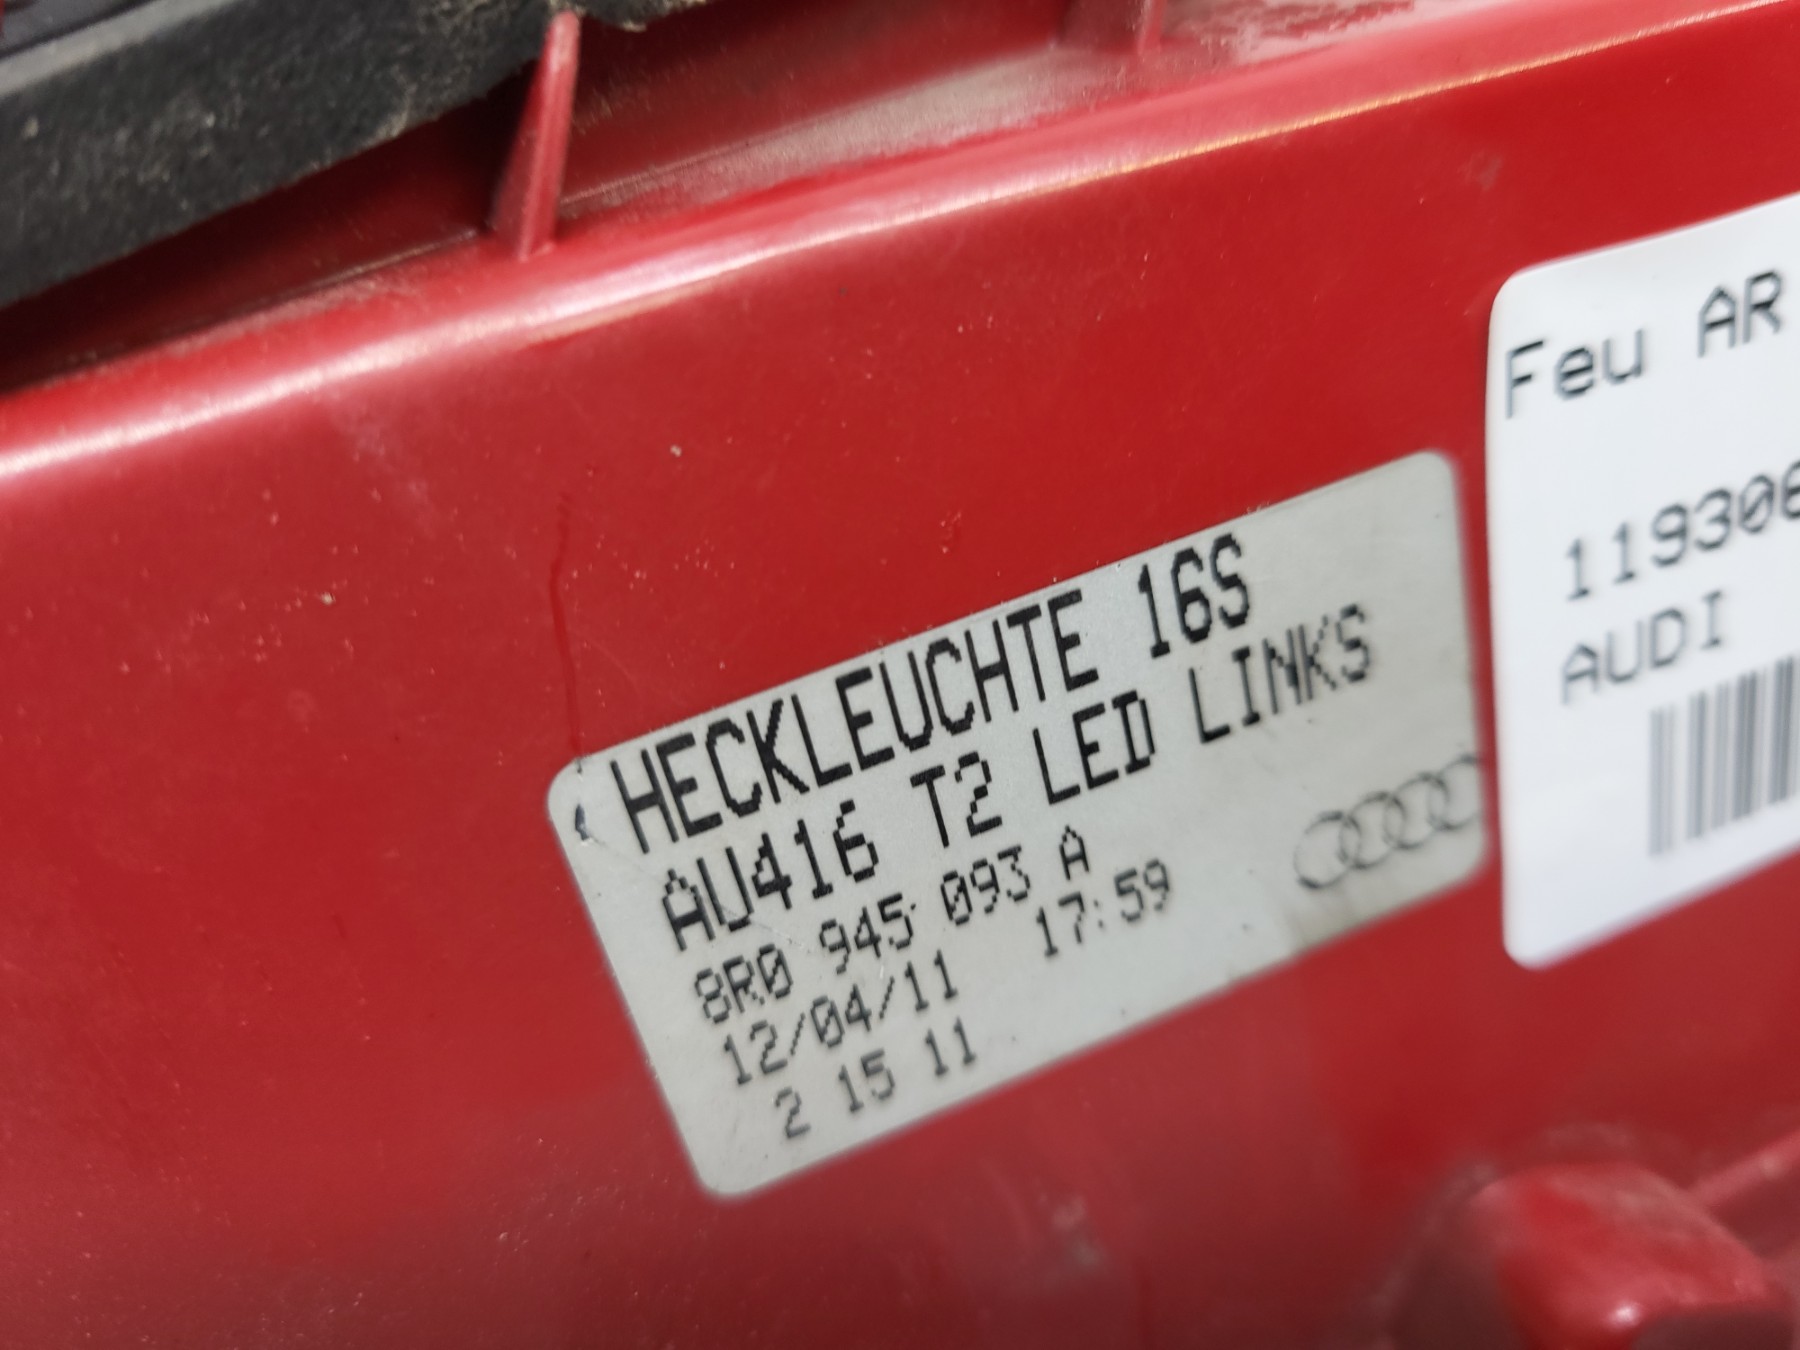 HECKLEUCHTE 16S
AU416 T2 LED LINKS
8R0 945 093 A
12/04/11 17:59
2 15 11
Feu AR
AUDI